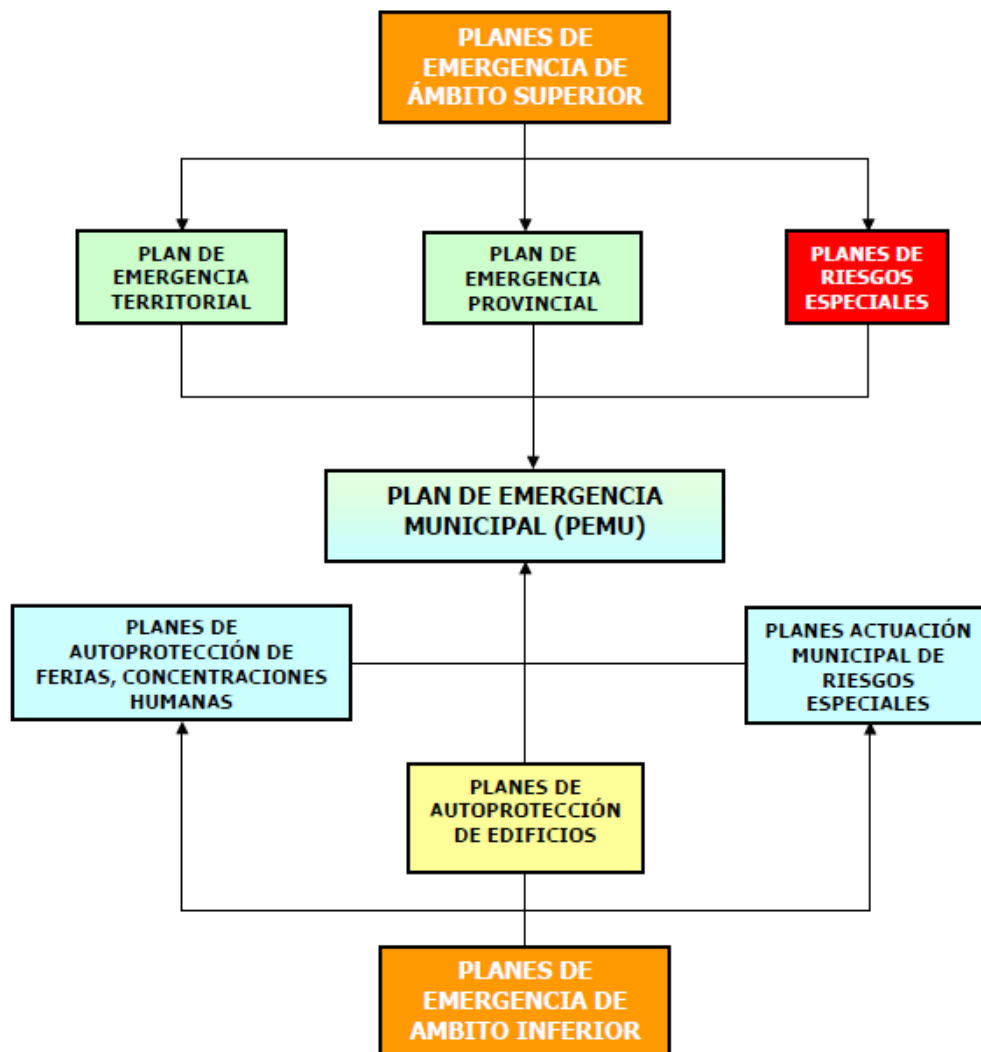 PLANES DE
EMERGENCIA DE
ÁMBITO SUPERIOR
PLAN DE
EMERGENCIA
TERRITORIAL
PLAN DE
EMERGENCIA
PROVINCIAL
PLANES DE
RIESGOS
ESPECIALES
PLAN DE EMERGENCIA
MUNICIPAL (PEMU)
PLANES DE
AUTOPROTECCIÓN DE
FERIAS, CONCENTRACIONES
HUMANAS
PLANES ACTUACIÓN
MUNICIPAL DE
RIESGOS
ESPECIALES
PLANES DE
AUTOPROTECCIÓN
DE EDIFICIOS
PLANES DE
EMERGENCIA DE
AMBITO INFERIOR